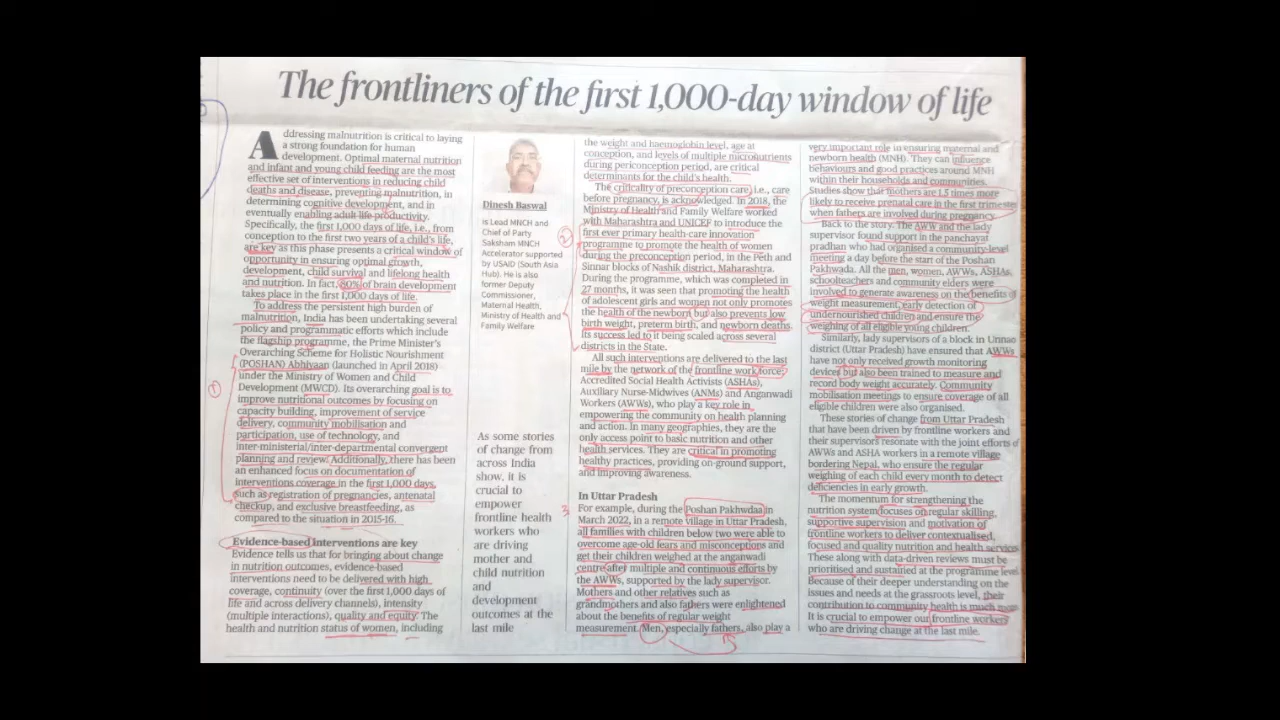 The frontliners of the first 1,000-day window of life
Addressing malnutrition is critical to laying
a strong foundation for human
development. Optimal maternal nutrition
and infant and young child feeding are the most
effective set of interventions in reducing child
deaths and disease, preventing malnutrition, in
determining cognitive development, and in
eventually enabling adult life productivity.
Specifically, the first 1,000 days of life, i.e., from
conception to the first two years of a child's life,
are key as this phase presents a critical window of
opportunity in ensuring optimal growth,
development, child survival and lifelong health
and nutrition. In fact, 80% of brain development
takes place in the first 1,000 days of life.
To address the persistent high burden of
malnutrition, India has been undertaking several
policy and programmatic efforts which include
the flagship programme, the Prime Minister's
Overarching Scheme for Holistic Nourishment
(POSHAN) Abhiyaan (launched in April 2018)
under the Ministry of Women and Child
Development (MWCD). Its overarching goal is to
improve nutritional outcomes by focusing on
capacity building, improvement of service
delivery, community mobilisation and
participation, use of technology, and
inter-ministerial/inter-departmental convergent
planning and review. Additionally, there has been
an enhanced focus on documentation of
interventions coverage in the first 1,000 days,
such as registration of pregnancies, antenatal
checkup, and exclusive breastfeeding, as
compared to the situation in 2015-16.
Evidence-based interventions are key
Evidence tells us that for bringing about change
in nutrition outcomes, evidence-based
interventions need to be delivered with high
coverage, continuity (over the first 1,000 days of
life and across delivery channels), intensity
(multiple interactions), quality and equity. The
health and nutrition status of women, including
Dinesh Baswal
is Lead MNCH and
Chief of Party
Saksham MNCH
Accelerator supported
by USAID (South Asia
Hub). He is also
former Deputy
Commissioner,
Maternal Health,
Ministry of Health and
Family Welfare
As some stories
of change from
across India
show, it is
crucial to
empower
frontline health
workers who
are driving
mother and
child nutrition
and
development
outcomes at the
last mile
the weight and haemoglobin level, age at
conception, and levels of multiple micronutrients
during periconception period, are critical
determinants for the child's health.
The criticality of preconception care, i.e., care
before pregnancy, is acknowledged. In 2018, the
Ministry of Health and Family Welfare worked
with Maharashtra and UNICEF to introduce the
first ever primary health-care innovation
programme to promote the health of women
during the preconception period, in the Peth and
Sinnar blocks of Nashik district, Maharashtra.
During the programme, which was completed in
27 months, it was seen that promoting the health
of adolescent girls and women not only promotes
the health of the newborn but also prevents low
birth weight, preterm birth, and newborn deaths.
its success led to it being scaled across several
districts in the State.
All such interventions are delivered to the last
mile by the network of the frontline work force:
Accredited Social Health Activists (ASHAs),
Auxiliary Nurse-Midwives (ANMs) and Anganwadi
Workers (AWWs), who play a key role in
empowering the community on health planning
and action. In many geographies, they are the
only access point to basic nutrition and other
health services. They are critical in promoting
healthy practices, providing on-ground support,
and improving awareness.
In Uttar Pradesh
For example, during the Poshan Pakhwdaa in
March 2022, in a remote village in Uttar Pradesh,
all families with children below two were able to
overcome age-old fears and misconceptions and
get their children weighed at the anganwadi
centre after multiple and continuous efforts by
the AWWs, supported by the lady supervisor.
Mothers and other relatives such as
grandmothers and also fathers were enlightened
about the benefits of regular weight
measurement. Men, especially fathers, also play a
very important role in ensuring maternal and
newborn health (MNH). They can influence
behaviours and good practices around MNH
within their households and communities.
Studies show that mothers are 1.5 times more
likely to receive prenatal care in the first trimester
when fathers are involved during pregnancy.
Back to the story. The AWW and the lady
supervisor found support in the panchayat
pradhan who had organised a community-level
meeting a day before the start of the Poshan
Pakhwada. All the men, women, AWWs, ASHAs,
schoolteachers and community elders were
involved to generate awareness on the benefits of
weight measurement, early detection of
undernourished children and ensure the
weighing of all eligible young children.
Similarly, lady supervisors of a block in Unnao
district (Uttar Pradesh) have ensured that AWWs
have not only received growth monitoring
devices but also been trained to measure and
record body weight accurately. Community
mobilisation meetings to ensure coverage of all
eligible children were also organised.
These stories of change from Uttar Pradesh
that have been driven by frontline workers and
their supervisors resonate with the joint efforts of
AWWs and ASHA workers in a remote village
bordering Nepal, who ensure the regular
weighing of each child every month to detect
deficiencies in early growth.
The momentum for strengthening the
nutrition system focuses on regular skilling,
supportive supervision and motivation of
frontline workers to deliver contextualised,
focused and quality nutrition and health services
These along with data-driven reviews must be
prioritised and sustained at the programme level
Because of their deeper understanding on the
issues and needs at the grassroots level, their
contribution to community health is much more
It is crucial to empower our frontline workers
who are driving change at the last mile.